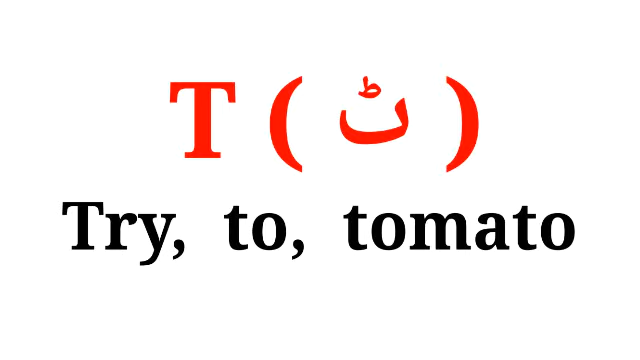 T ( ٹ )
Try, to, tomato